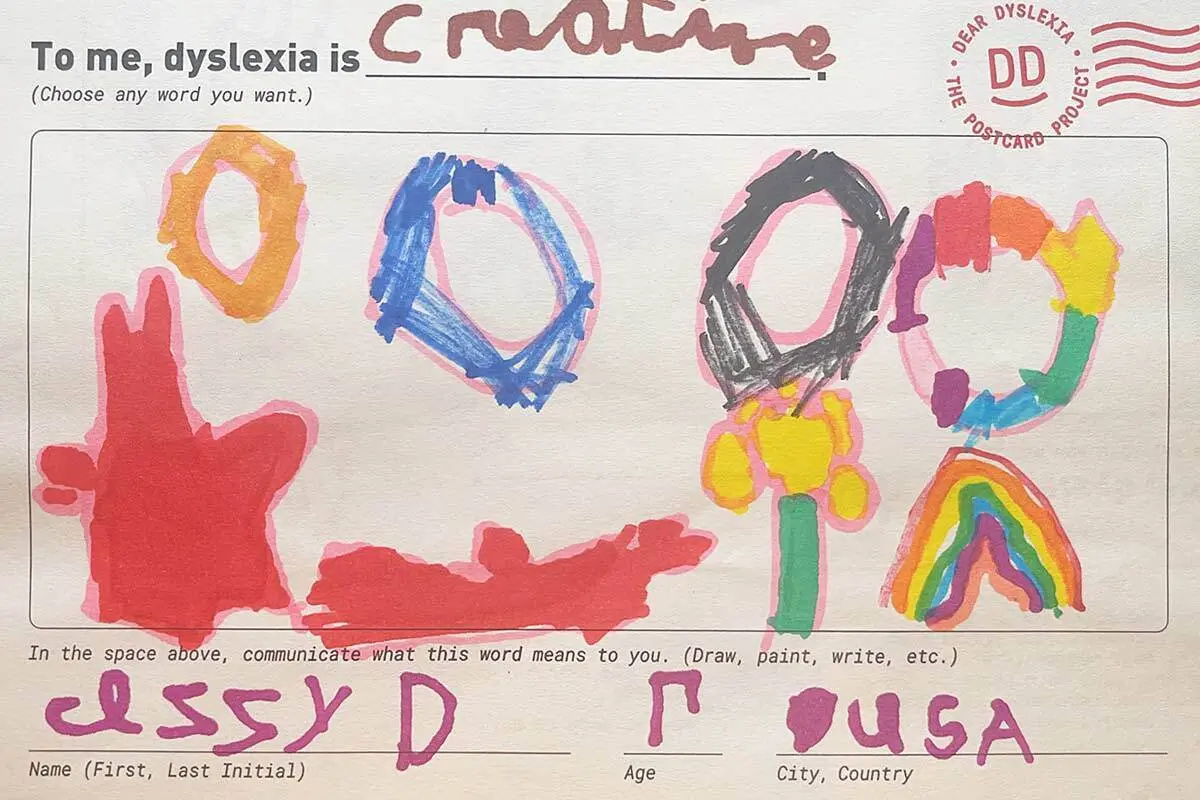 To me, dyslexia is creative.
(Choose any word you want.)
• DEAR DYSLEXIA • THE POSTCARD PROJECT
DD
In the space above, communicate what this word means to you. (Draw, paint, write, etc.)
D USA
Name (First, Last Initial) Age City, Country